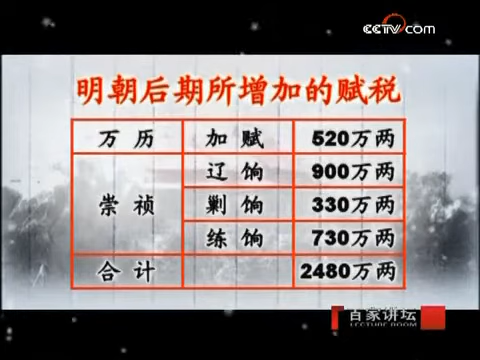 CCTV.com
明朝后期所增加的赋税
万历 加赋 520万两
崇祯 辽饷 900万两
剿饷 330万两
练饷 730万两
合计 2480万两
百家讲坛
LECTURE ROOM